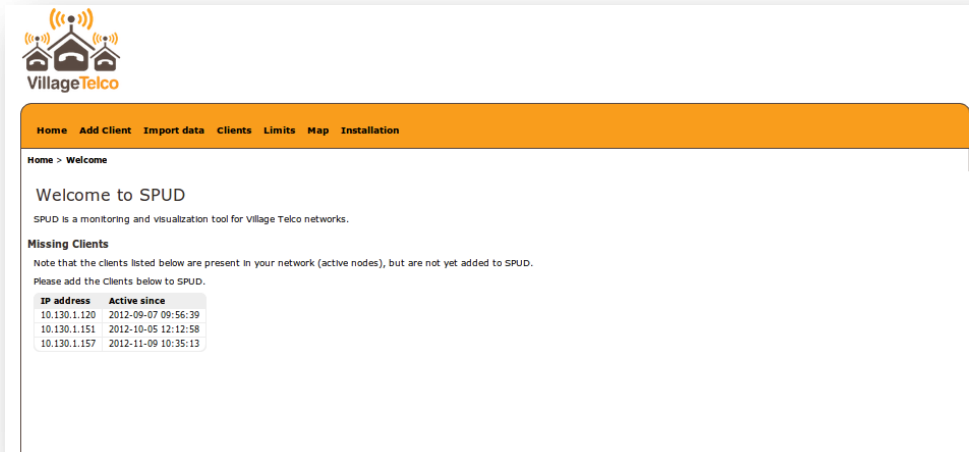 VillageTelco
Home Add Client Import data Clients Limits Map Installation
Home > Welcome
Welcome to SPUD
SPUD is a monitoring and visualization tool for Village Telco networks.
Missing Clients
Note that the clients listed below are present in your network (active nodes), but are not yet added to SPUD.
Please add the Clients below to SPUD.
IP address Active since
10.130.1.120 2012-09-07 09:56:39
10.130.1.151 2012-10-05 12:12:58
10.130.1.157 2012-11-09 10:35:13